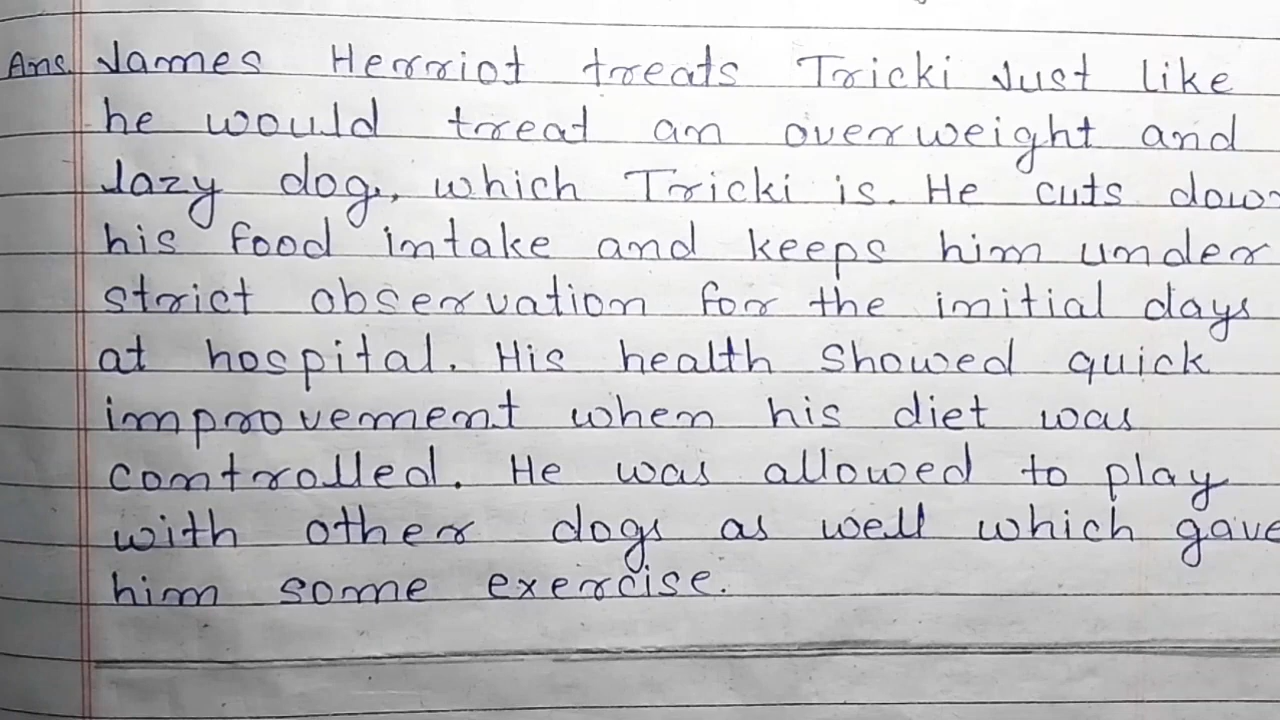 Ans. James Herriot treats Tricki Just like
he would treat an overweight and
lazy dog, which Tricki is. He cuts down
his food intake and keeps him under
strict observation for the initial days
at hospital. His health showed quick
improvement when his diet was
controlled. He was allowed to play
with other dogs as well which gave
him some exercise.